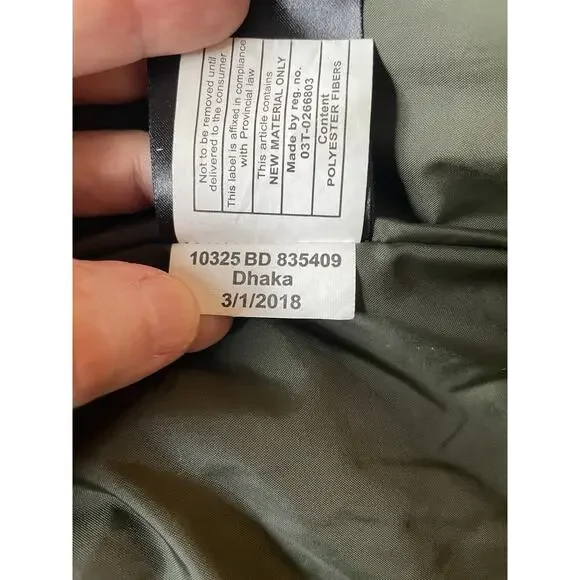 Not to be removed until
delivered to the consumer
This label is affixed in compliance
with Provincial law
This article contains:
NEW MATERIAL ONLY
Made by reg. no.
03T-0266803
Content
POLYESTER FIBERS
10325 BD 835409
Dhaka
3/1/2018